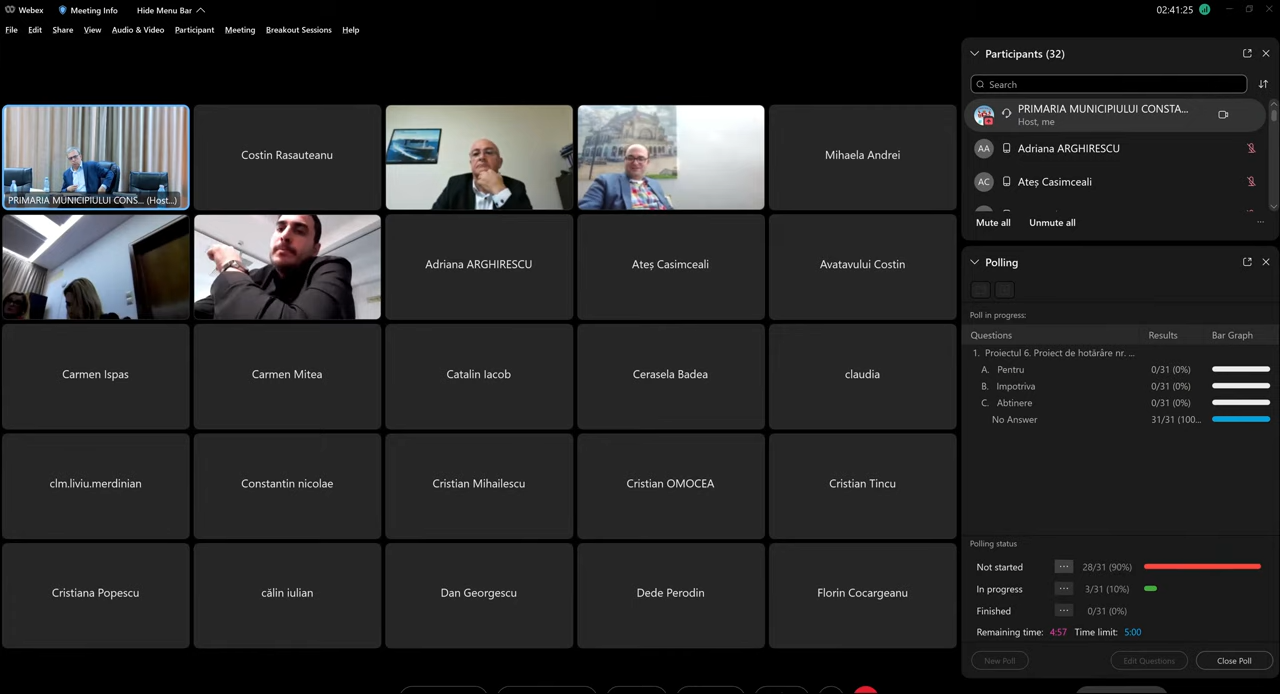 Webex Meeting Info Hide Menu Bar 02:41:25
File Edit Share View Audio & Video Participant Meeting Breakout Sessions Help
PRIMARIA MUNICIPIULUI CONS... (Host...)
Costin Rasauteanu
Mihaela Andrei
Adriana ARGHIRESCU
Ateș Casimceali
Avatavului Costin
Carmen Ispas
Carmen Mitea
Catalin Iacob
Cerasela Badea
claudia
clm.liviu.merdinian
Constantin nicolae
Cristian Mihailescu
Cristian OMOCEA
Cristian Tincu
Cristiana Popescu
călin iulian
Dan Georgescu
Dede Perodin
Florin Cocargeanu
Participants (32)
Search
PRIMARIA MUNICIPIULUI CONSTA...
Host, me
AA Adriana ARGHIRESCU
AC Ateș Casimceali
Mute all Unmute all ...
Polling
Poll in progress:
Questions Results Bar Graph
1. Proiectul 6. Proiect de hotărâre nr. ...
A. Pentru 0/31 (0%)
B. Impotriva 0/31 (0%)
C. Abtinere 0/31 (0%)
No Answer 31/31 (100...
Polling status
Not started ... 28/31 (90%)
In progress ... 3/31 (10%)
Finished ... 0/31 (0%)
Remaining time: 4:57 Time limit: 5:00
New Poll Edit Questions Close Poll